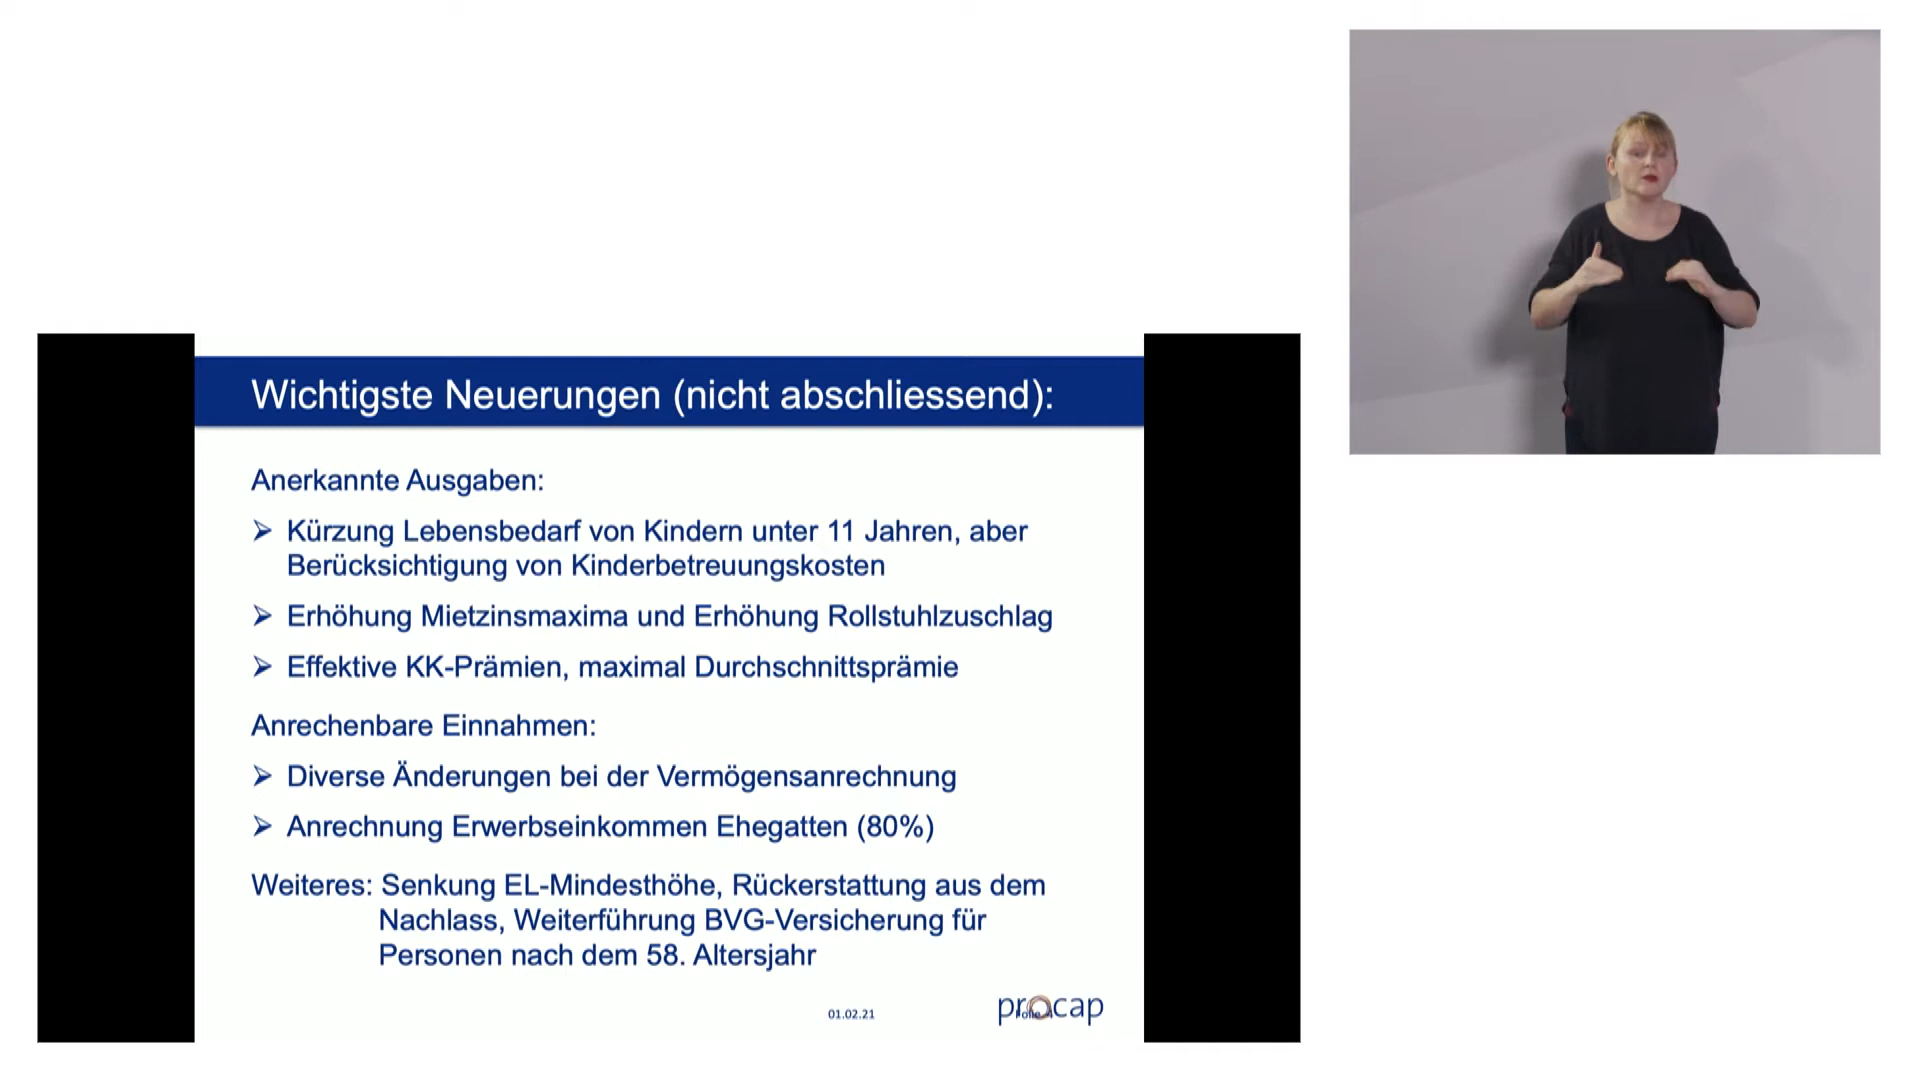 Wichtigste Neuerungen (nicht abschliessend):
Anerkannte Ausgaben:
➢ Kürzung Lebensbedarf von Kindern unter 11 Jahren, aber
Berücksichtigung von Kinderbetreuungskosten
➢ Erhöhung Mietzinsmaxima und Erhöhung Rollstuhlzuschlag
➢ Effektive KK-Prämien, maximal Durchschnittsprämie
Anrechenbare Einnahmen:
➢ Diverse Änderungen bei der Vermögensanrechnung
➢ Anrechnung Erwerbseinkommen Ehegatten (80%)
Weiteres: Senkung EL-Mindesthöhe, Rückerstattung aus dem
Nachlass, Weiterführung BVG-Versicherung für
Personen nach dem 58. Altersjahr
01.02.21
procap